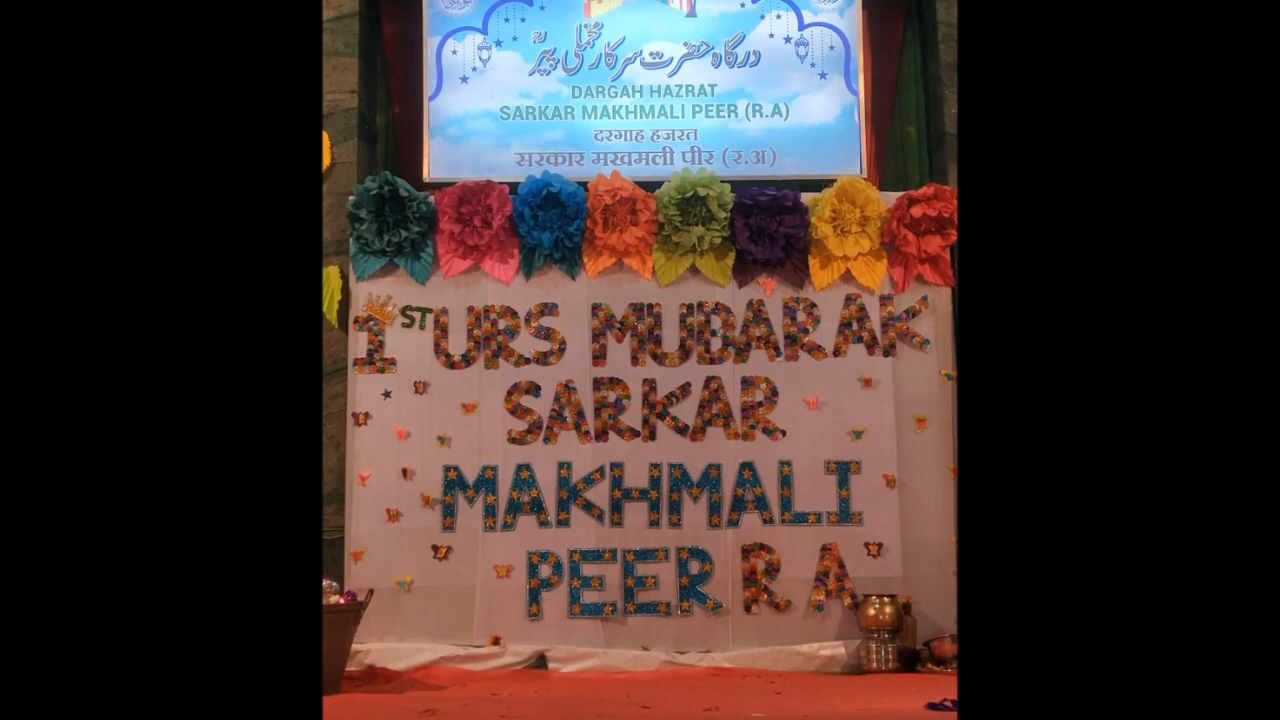 درگاہ حضرت سرکار مخملی پیرؒ
DARGAH HAZRAT
SARKAR MAKHMALI PEER (R.A)
दरगाह हजरत
सरकार मखमली पीर (र.अ)
1ST URS MUBARAK
SARKAR
MAKHMALI
PEER R A